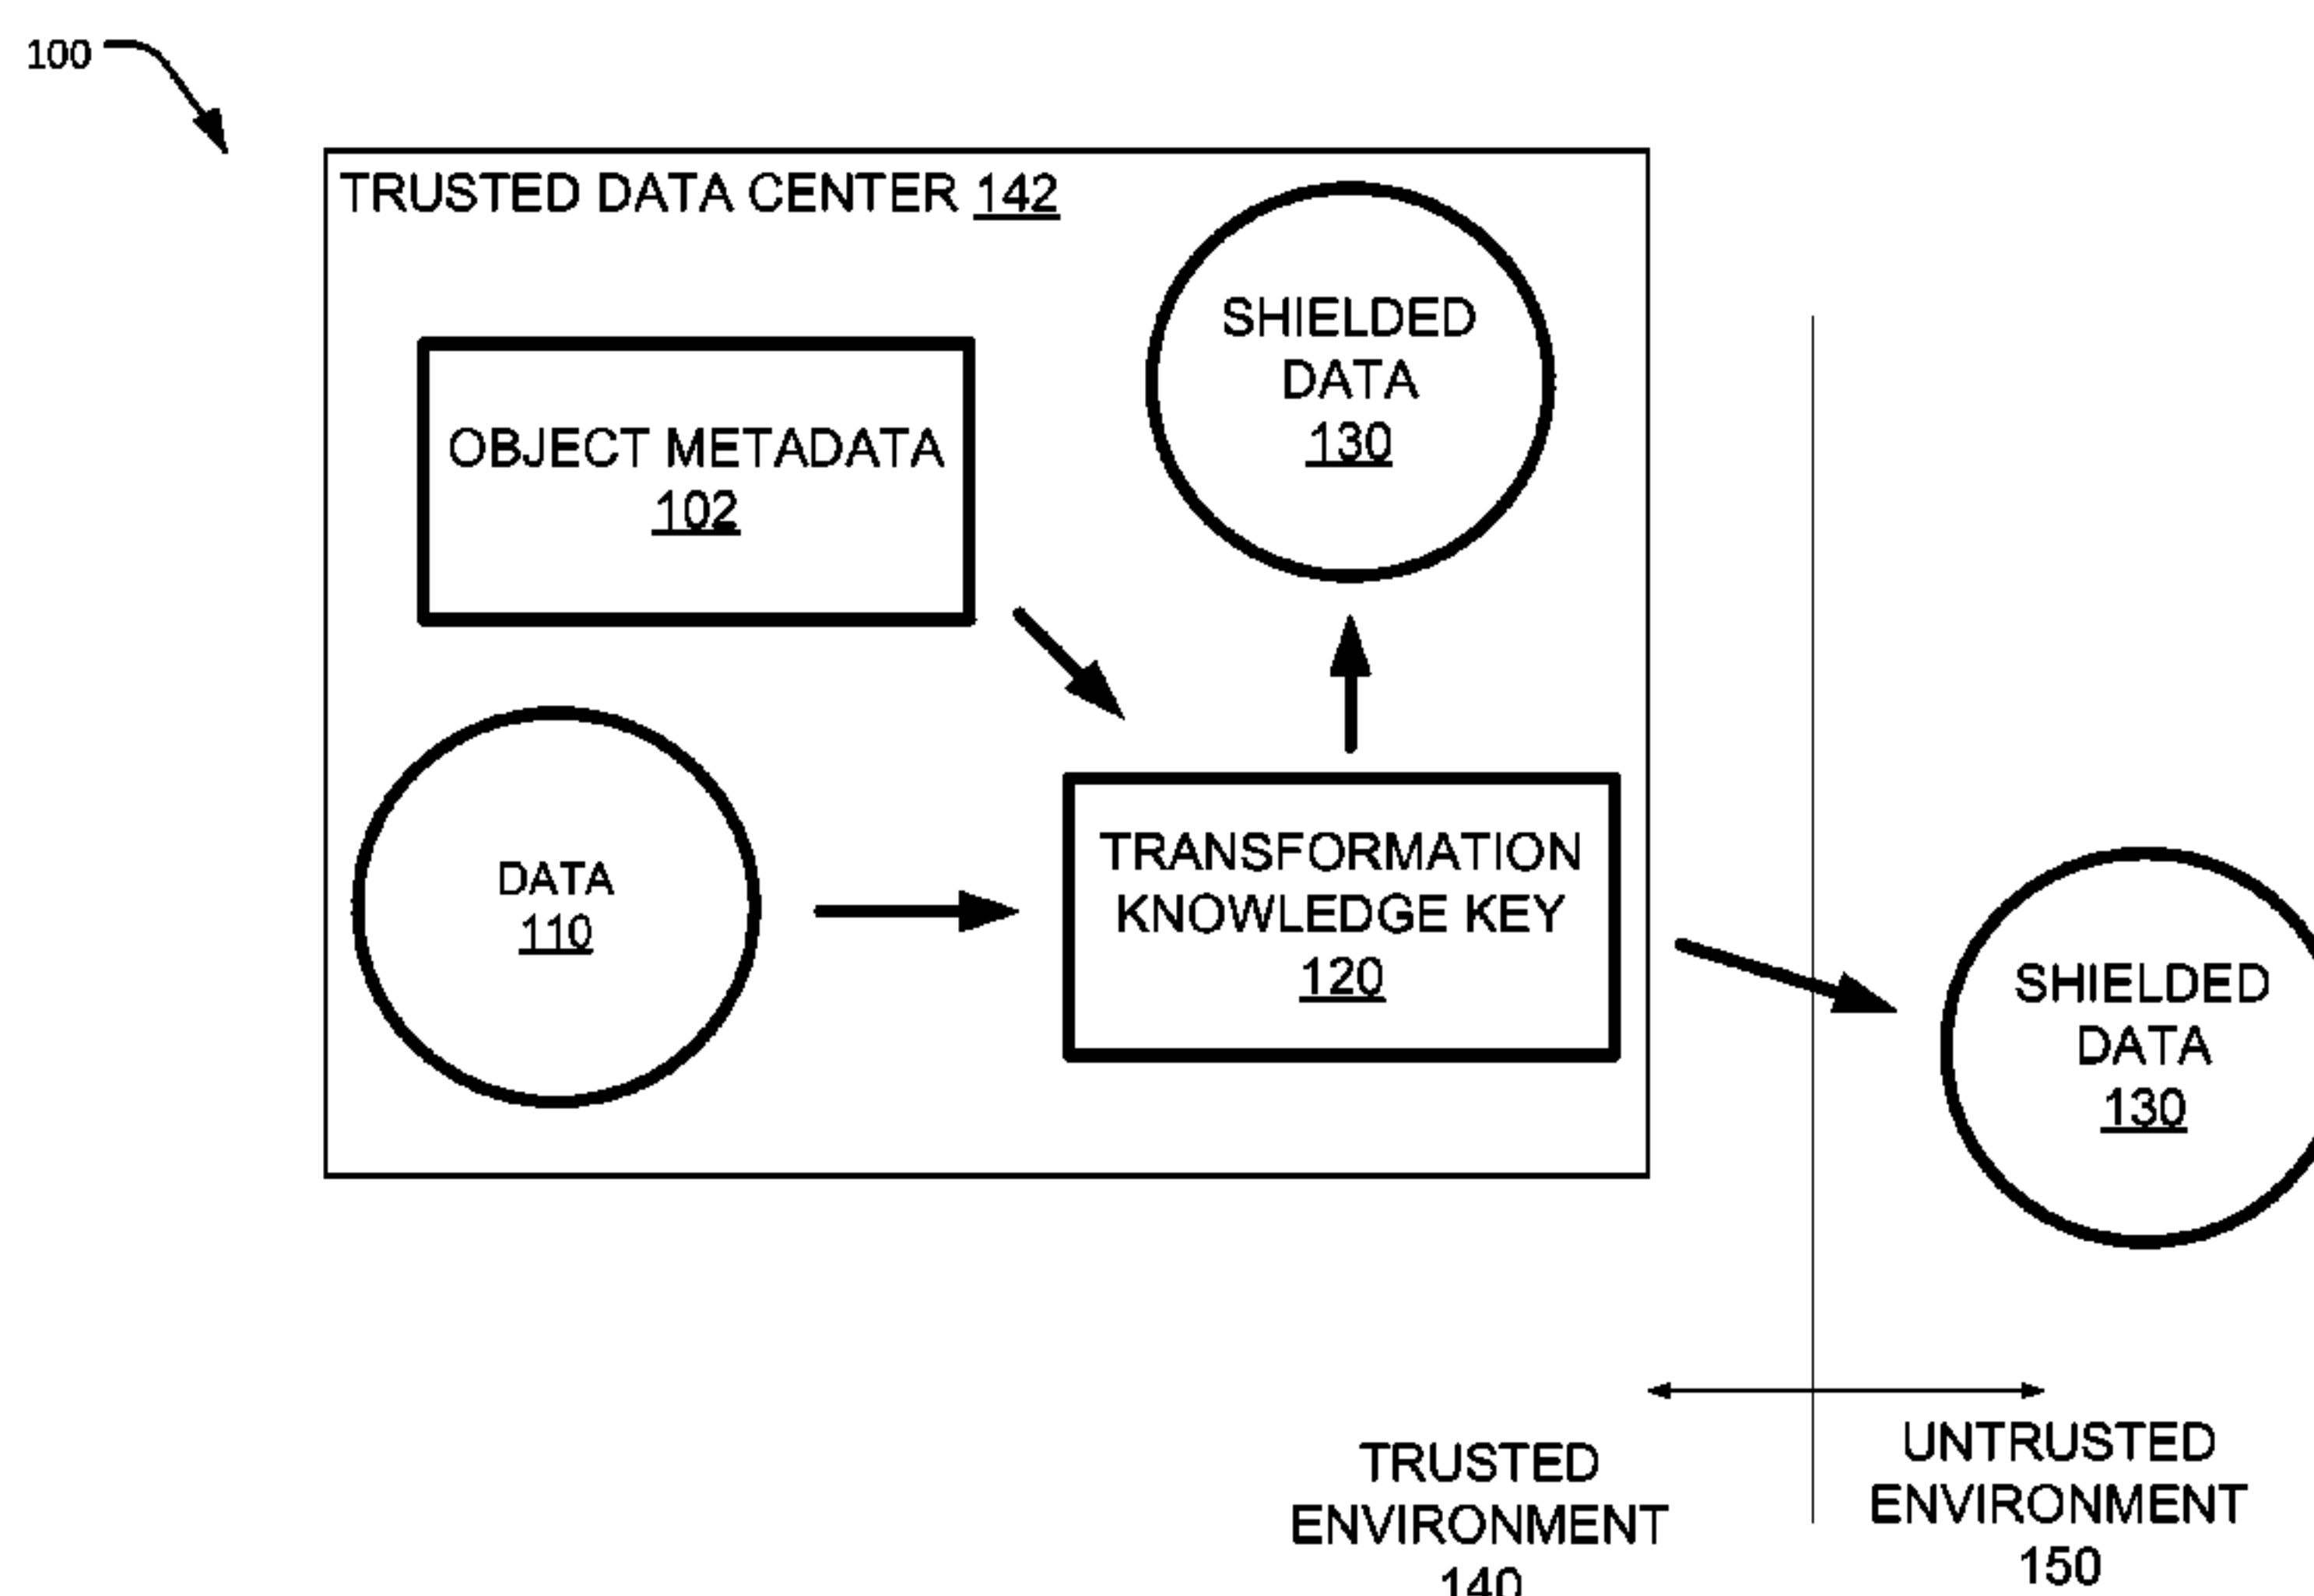 100
TRUSTED DATA CENTER 142
SHIELDED
DATA
130
OBJECT METADATA
102
DATA
110
TRANSFORMATION
KNOWLEDGE KEY
120
SHIELDED
DATA
130
TRUSTED
ENVIRONMENT
140
UNTRUSTED
ENVIRONMENT
150